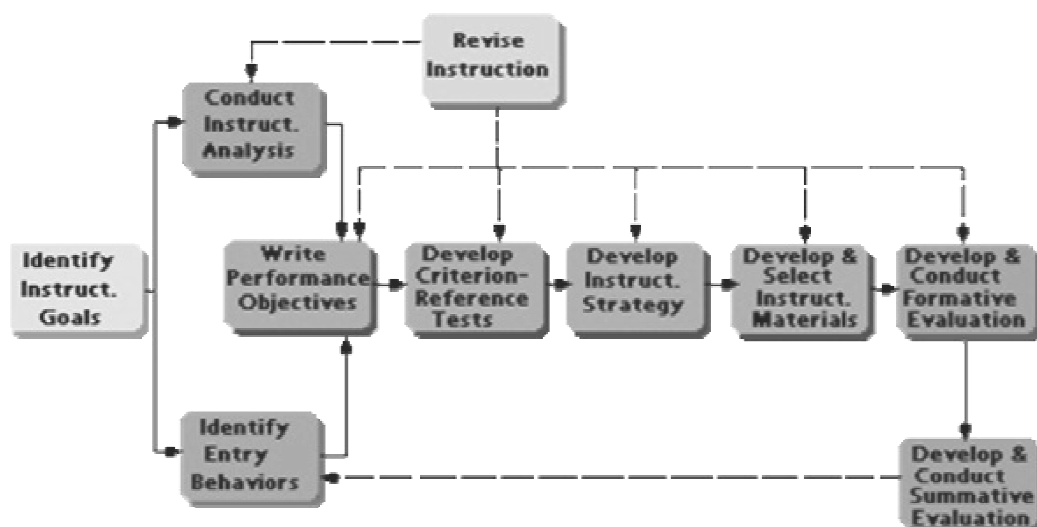 Revise
Instruction
Conduct
Instruct.
Analysis
Identify
Instruct.
Goals
Write
Performance
Objectives
Develop
Criterion-
Reference
Tests
Develop
Instruct.
Strategy
Develop &
Select
Instruct.
Materials
Develop &
Conduct
Formative
Evaluation
Identify
Entry
Behaviors
Develop &
Conduct
Summative
Evaluation